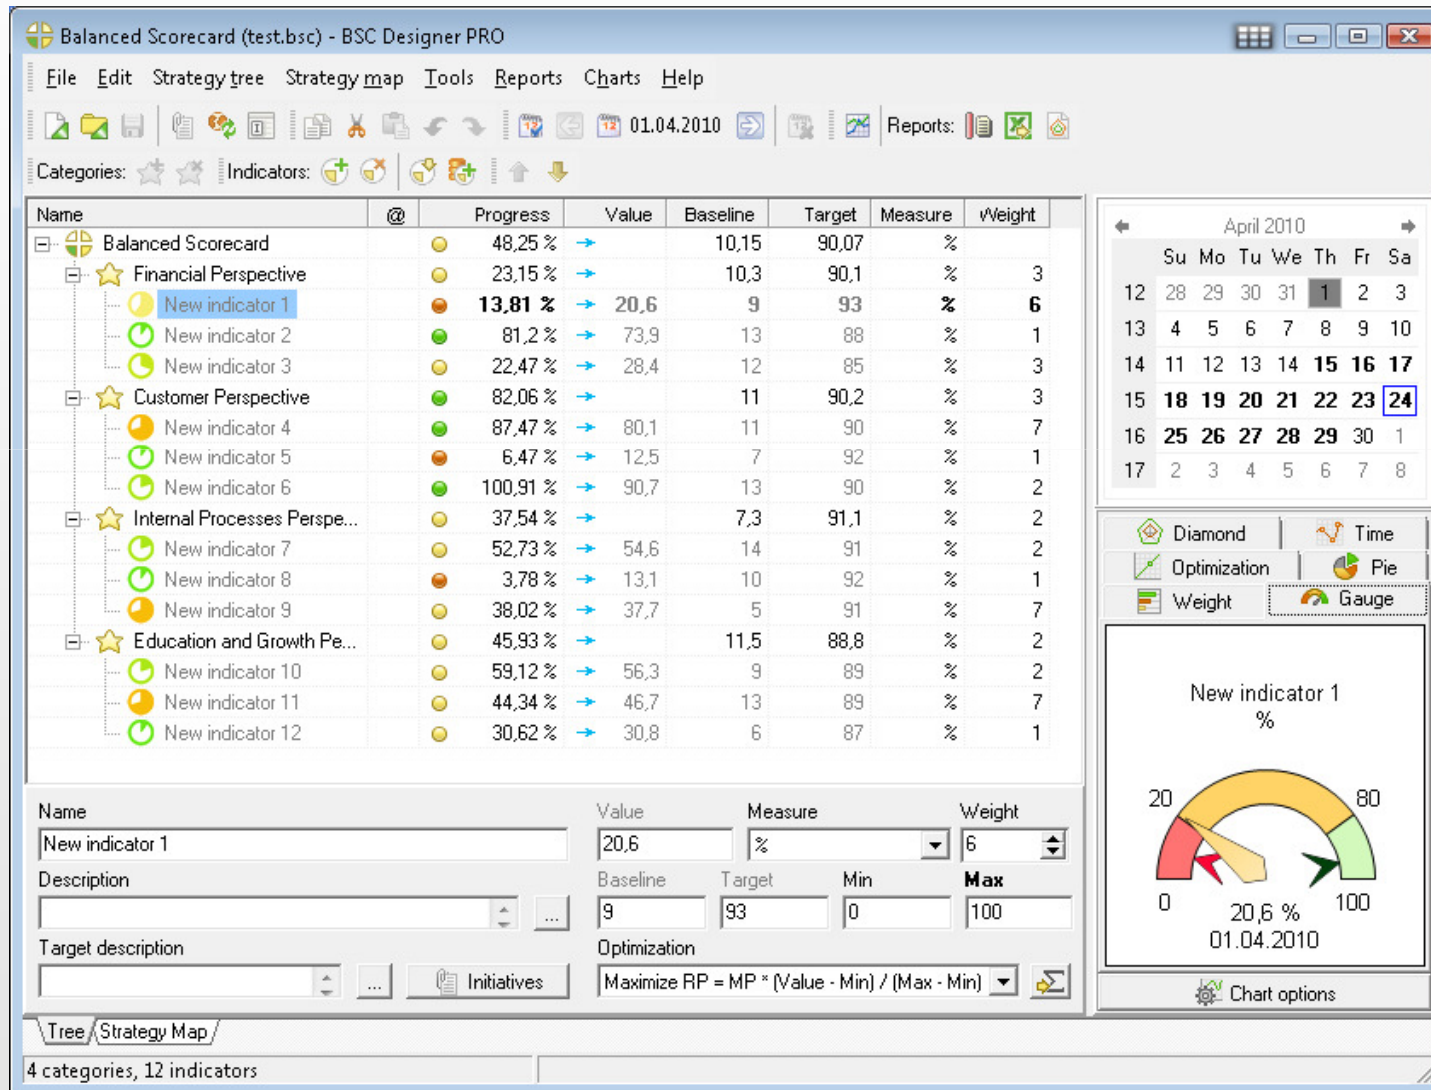 Balanced Scorecard (test.bsc) - BSC Designer PRO
File Edit Strategy tree Strategy map Tools Reports Charts Help
01.04.2010 Reports:
Categories: Indicators:
Name @ Progress Value Baseline Target Measure Weight
Balanced Scorecard 48,25 % 10,15 90,07 %
Financial Perspective 23,15 % 10,3 90,1 % 3
New indicator 1 13,81 % 20,6 9 93 % 6
New indicator 2 81,2 % 73,9 13 88 % 1
New indicator 3 22,47 % 28,4 12 85 % 3
Customer Perspective 82,06 % 11 90,2 % 3
New indicator 4 87,47 % 80,1 11 90 % 7
New indicator 5 6,47 % 12,5 7 92 % 1
New indicator 6 100,91 % 90,7 13 90 % 2
Internal Processes Perspe... 37,54 % 7,3 91,1 % 2
New indicator 7 52,73 % 54,6 14 91 % 2
New indicator 8 3,78 % 13,1 10 92 % 1
New indicator 9 38,02 % 37,7 5 91 % 7
Education and Growth Pe... 45,93 % 11,5 88,8 % 2
New indicator 10 59,12 % 56,3 9 89 % 2
New indicator 11 44,34 % 46,7 13 89 % 7
New indicator 12 30,62 % 30,8 6 87 % 1
April 2010
Su Mo Tu We Th Fr Sa
12 28 29 30 31 1 2 3
13 4 5 6 7 8 9 10
14 11 12 13 14 15 16 17
15 18 19 20 21 22 23 24
16 25 26 27 28 29 30 1
17 2 3 4 5 6 7 8
Diamond Time
Optimization Pie
Weight Gauge
New indicator 1
%
20 80
0 100
20,6 %
01.04.2010
Chart options
Name Value Measure Weight
New indicator 1 20,6 % 6
Description Baseline Target Min Max
... 9 93 0 100
Target description Optimization
... Initiatives Maximize RP = MP * (Value - Min) / (Max - Min)
Tree Strategy Map
4 categories, 12 indicators